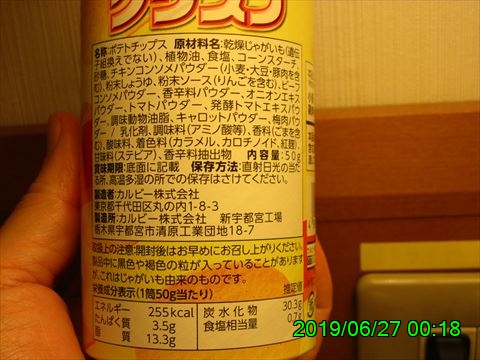 クリスプ
名称:ポテトチップス 原材料名:乾燥じゃがいも(遺伝
子組換えでない)、植物油、食塩、コーンスターチ
砂糖、チキンコンソメパウダー(小麦・大豆・豚肉を含
む)、粉末しょうゆ、粉末ソース(りんごを含む)、ビーフ
コンソメパウダー、香辛料パウダー、オニオンエキス
パウダー、トマトパウダー、発酵トマトエキスパウ
ダー、調味動物油脂、キャロットパウダー、梅肉パウ
ダー / 乳化剤、調味料(アミノ酸等)、香料(ごまを含
む)、酸味料、着色料(カラメル、カロチノイド、紅麹)、
甘味料(ステビア)、香辛料抽出物 内容量:50g
賞味期限:底面に記載 保存方法:直射日光の当た
る所、高温多湿の所での保存はさけてください。
製造者:カルビー株式会社
東京都千代田区丸の内1-8-3
製造所:カルビー株式会社 新宇都宮工場
栃木県宇都宮市清原工業団地18-7
取扱上の注意:開封後はお早めにお召し上がりください。
製品中に黒色や褐色の粒が入っていることがあります
が、これはじゃがいも由来のものです。
栄養成分表示(1筒50g当たり) 推定値
エネルギー 255kcal 炭水化物 30.3g
たんぱく質 3.5g 食塩相当量 0.7g
脂質 13.3g
2019/06/27 00:18